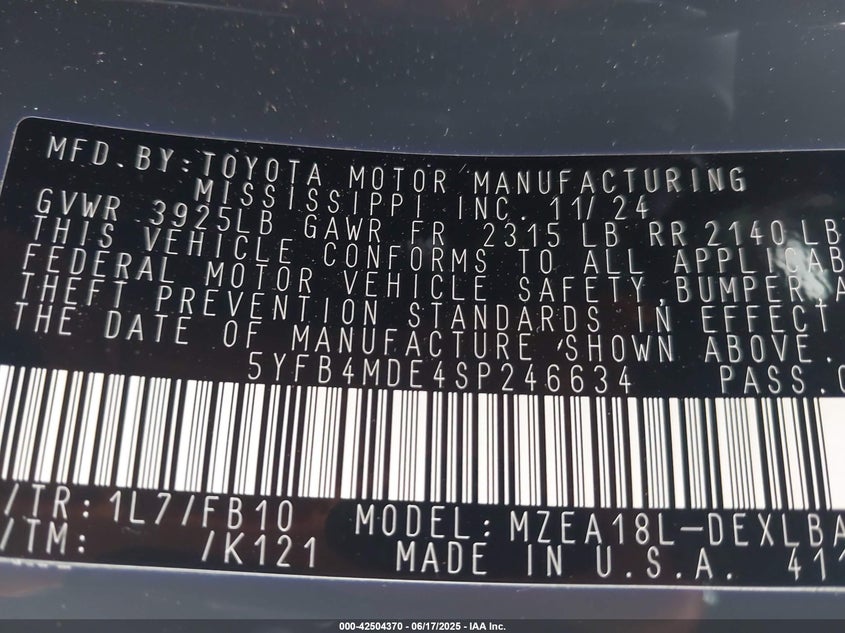 MFD.BY:TOYOTA MOTOR MANUFACTURING
MISSISSIPPI INC. 11/24
GVWR 3925LB GAWR FR 2315 LB RR 2140 LB
THIS VEHICLE CONFORMS TO ALL APPLICAB
FEDERAL MOTOR VEHICLE SAFETY,BUMPER,A
THEFT PREVENTION STANDARDS IN EFFECT
THE DATE OF MANUFACTURE SHOWN ABOVE.
5YFB4MDE4SP246634 PASS.C
/TR:1L7/FB10 MODEL:MZEA18L-DEXLBA
/TM: /K121 MADE IN U.S.A. 411
000-42504370 - 06/17/2025 - IAA Inc.